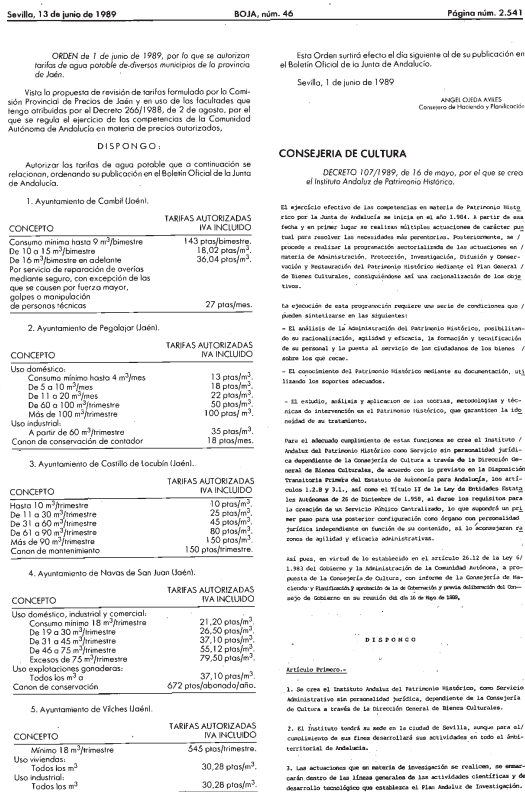 Sevilla, 13 de junio de 1989
BOJA, núm. 46
Página núm. 2.541
ORDEN de 1 de junio de 1989, por lo que se autorizan
tarifas de agua potable de diversos municipios de la provincia
de Jaén.
Vista la propuesta de revisión de tarifas formulada por la Comi-
sión Provincial de Precios de Jaén y en uso de las facultades que
tengo atribuidas por el Decreto 266/1988, de 2 de agosto, por el
que se regula el ejercicio de las competencias de la Comunidad
Autónoma de Andalucía en materia de precios autorizados,
DISPONGO:
Autorizar las tarifas de agua potable que a continuación se
relacionan, ordenando su publicación en el Boletín Oficial de la Junta
de Andalucía.
1. Ayuntamiento de Cambil (Jaén).
TARIFAS AUTORIZADAS
CONCEPTO IVA INCLUIDO
Consumo mínimo hasta 9 m³/bimestre 143 ptas/bimestre.
De 10 a 15 m³/bimestre 18,02 ptas/m³.
De 16 m³/bimestre en adelante 36,04 ptas/m³.
Por servicio de reparación de averías
mediante seguro, con excepción de las
que se causen por fuerza mayor,
golpes o manipulación
de personas técnicas 27 ptas/mes.
2. Ayuntamiento de Pegalajar (Jaén).
TARIFAS AUTORIZADAS
CONCEPTO IVA INCLUIDO
Uso doméstico:
Consumo mínimo hasta 4 m³/mes 13 ptas/m³.
De 5 a 10 m³/mes 18 ptas/m³.
De 11 a 20 m³/mes 22 ptas/m³.
De 60 a 100 m³/trimestre 50 ptas/m³.
Más de 100 m³/trimestre 100 ptas/m³.
Uso industrial:
A partir de 60 m³/trimestre 35 ptas/m³.
Canon de conservación de contador 18 ptas/mes.
3. Ayuntamiento de Castillo de Locubín (Jaén).
TARIFAS AUTORIZADAS
CONCEPTO IVA INCLUIDO
Hasta 10 m³/trimestre 10 ptas/m³.
De 11 a 30 m³/trimestre 25 ptas/m³.
De 31 a 60 m³/trimestre 45 ptas/m³.
De 61 a 90 m³/trimestre 80 ptas/m³.
Más de 90 m³/trimestre 150 ptas/m³.
Canon de mantenimiento 150 ptas/trimestre.
4. Ayuntamiento de Navas de San Juan (Jaén).
TARIFAS AUTORIZADAS
CONCEPTO IVA INCLUIDO
Uso doméstico, industrial y comercial:
Consumo mínimo 18 m³/trimestre 21,20 ptas/m³.
De 19 a 30 m³/trimestre 26,50 ptas/m³.
De 31 a 45 m³/trimestre 37,10 ptas/m³.
De 46 a 75 m³/trimestre 55,12 ptas/m³.
Excesos de 75 m³/trimestre 79,50 ptas/m³.
Uso explotaciones ganaderas:
Todos los m³ a 37,10 ptas/m³.
Canon de conservación 672 ptas/abonado/año.
5. Ayuntamiento de Vilches (Jaén).
TARIFAS AUTORIZADAS
CONCEPTO IVA INCLUIDO
Mínimo 18 m³/trimestre 545 ptas/trimestre.
Uso viviendas:
Todos los m³ 30,28 ptas/m³.
Uso industrial:
Todos los m³ 30,28 ptas/m³.
Esta Orden surtirá efecto el día siguiente al de su publicación en
el Boletín Oficial de la Junta de Andalucía.
Sevilla, 1 de junio de 1989
ANGEL OJEDA AVILES
Consejero de Hacienda y Planificación
CONSEJERIA DE CULTURA
DECRETO 107/1989, de 16 de mayo, por el que se crea
el Instituto Andaluz de Patrimonio Histórico.
El ejercicio efectivo de las competencias en materia de Patrimonio Histó
rico por la Junta de Andalucía se inicia en el año 1.984. A partir de esa
fecha y en primer lugar se realizan múltiples actuaciones de carácter pun
tual para resolver las necesidades más perentorias. Posteriormente, se /
procede a realizar la programación sectorializada de las actuaciones en /
materia de Administración, Protección, Investigación, Difusión y Conser-
vación y Restauración del Patrimonio Histórico mediante el Plan General /
de Bienes Culturales, consiguiéndose así una racionalización de los obje
tivos.
La ejecución de esta programación requiere una serie de condiciones que /
pueden sintetizarse en las siguientes:
- El análisis de la Administración del Patrimonio Histórico, posibilitan-
do su racionalización, agilidad y eficacia, la formación y tecnificación
de su personal y la puesta al servicio de los ciudadanos de los bienes /
sobre los que recae.
- El conocimiento del Patrimonio Histórico mediante su documentación, uti
lizando los soportes adecuados.
- El estudio, análisis y aplicación de las teorías, metodologías y téc-
nicas de intervención en el Patrimonio Histórico, que garanticen la ido
neidad de su tratamiento.
Para el adecuado cumplimiento de estas funciones se crea el Instituto /
Andaluz del Patrimonio Histórico como Servicio sin personalidad jurídi-
ca dependiente de la Consejería de Cultura a través de la Dirección Ge-
neral de Bienes Culturales, de acuerdo con lo previsto en la Disposición
Transitoria Primera del Estatuto de Autonomía para Andalucía, los artí-
culos 1.2.B y 3.1., así como el Título II de la Ley de Entidades Estata
les Autónomas de 26 de Diciembre de 1.958, al darse los requisitos para
la creación de un Servicio Público Centralizado, lo que supondrá un pri
mer paso para una posterior configuración como órgano con personalidad
jurídica independiente en función de su contenido, si lo aconsejaran ra
zones de agilidad y eficacia administrativas.
Así pues, en virtud de lo establecido en el artículo 26.12 de la Ley 6/
1.983 del Gobierno y la Administración de la Comunidad Autónoma, a pro-
puesta de la Consejería de Cultura, con informe de la Consejería de Ha-
cienda y Planificación y aprobación de la de Gobernación y previa deliberación del Con-
sejo de Gobierno en su reunión del día 16 de Mayo de 1989,
DISPONGO
Artículo Primero.-
1. Se crea el Instituto Andaluz del Patrimonio Histórico, como Servicio
Administrativo sin personalidad jurídica, dependiente de la Consejería
de Cultura a través de la Dirección General de Bienes Culturales.
2. El Instituto tendrá su sede en la ciudad de Sevilla, aunque para el/
cumplimiento de sus fines desarrollará sus actividades en todo el ámbi-
territorial de Andalucía.
3. Las actuaciones que en materia de investigación se realicen, se enmar-
carán dentro de las líneas generales de las actividades científicas y de
desarrollo tecnológico que establezca el Plan Andaluz de Investigación.